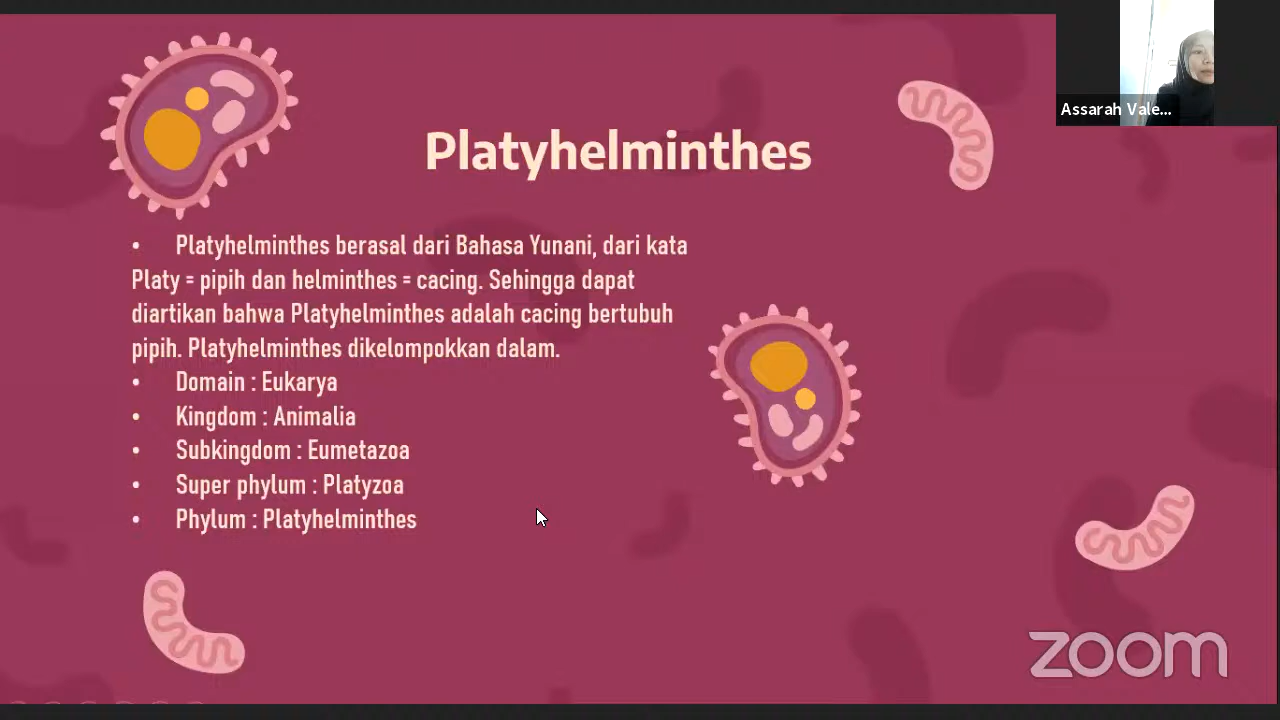 Assarah Vale...
Platyhelminthes
• Platyhelminthes berasal dari Bahasa Yunani, dari kata
Platy = pipih dan helminthes = cacing. Sehingga dapat
diartikan bahwa Platyhelminthes adalah cacing bertubuh
pipih. Platyhelminthes dikelompokkan dalam.
• Domain : Eukarya
• Kingdom : Animalia
• Subkingdom : Eumetazoa
• Super phylum : Platyzoa
• Phylum : Platyhelminthes
zoom